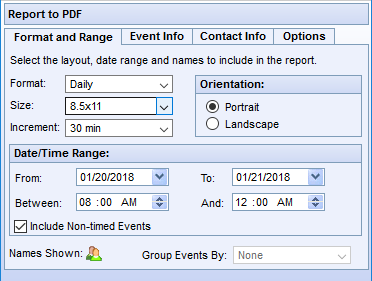 Report to PDF
Format and Range Event Info Contact Info Options
Select the layout, date range and names to include in the report.
Format: Daily
Size: 8.5x11
Increment: 30 min
Orientation:
Portrait
Landscape
Date/Time Range:
From: 01/20/2018 To: 01/21/2018
Between: 08 :00 AM And: 12 :00 AM
Include Non-timed Events
Names Shown: Group Events By: None